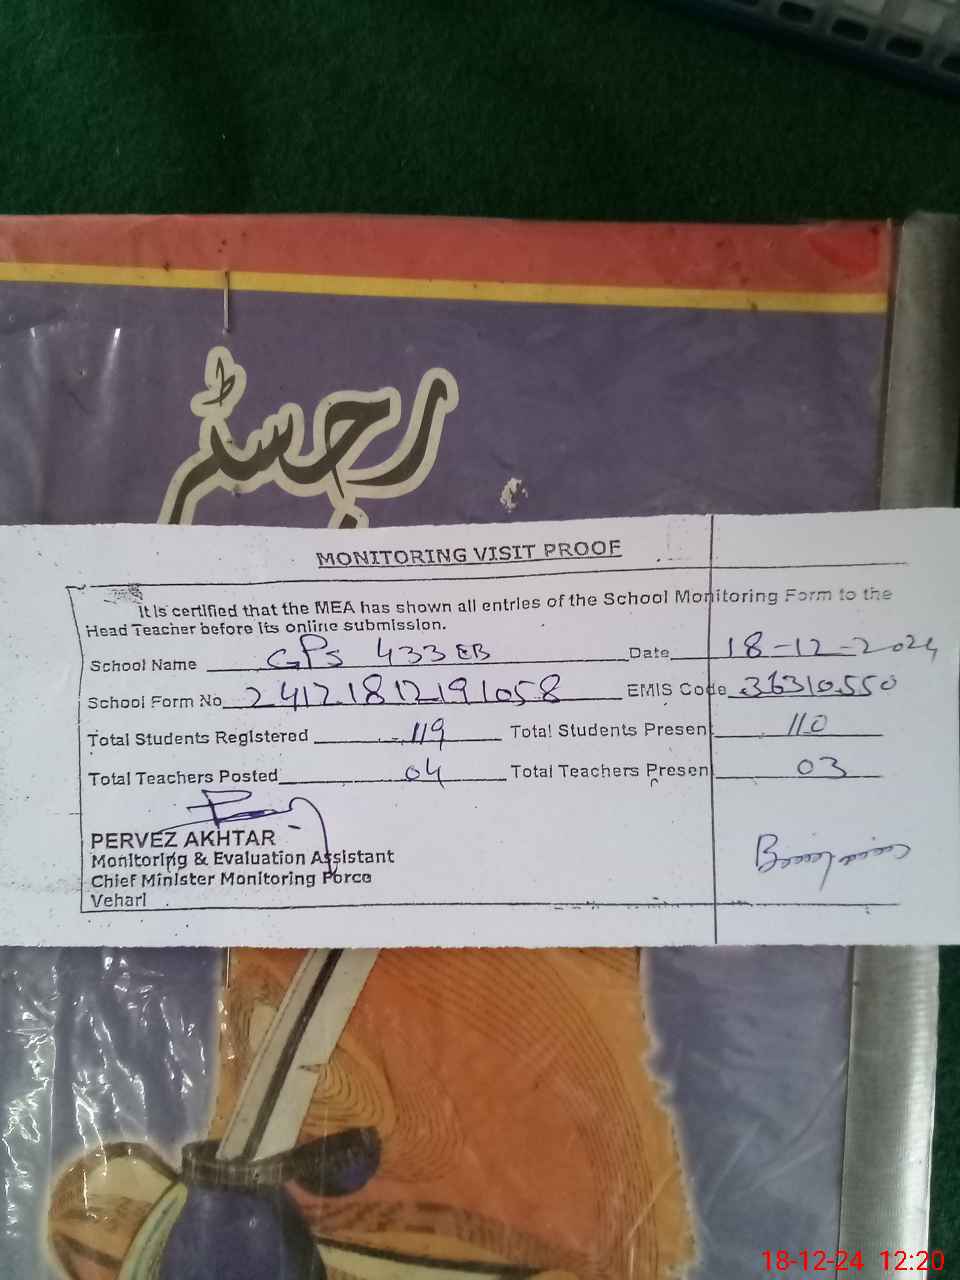 رجسٹر
MONITORING VISIT PROOF
It is certified that the MEA has shown all entries of the School Monitoring Form to the
Head Teacher before its online submission.
School Name GPS 433 EB Date 18-12-2024
School Form No 24121812191058 EMIS Code 36310550
Total Students Registered 119 Total Students Present 110
Total Teachers Posted 04 Total Teachers Present 03
PERVEZ AKHTAR
Monitoring & Evaluation Assistant
Chief Minister Monitoring Force
Vehari
18-12-24 12:20